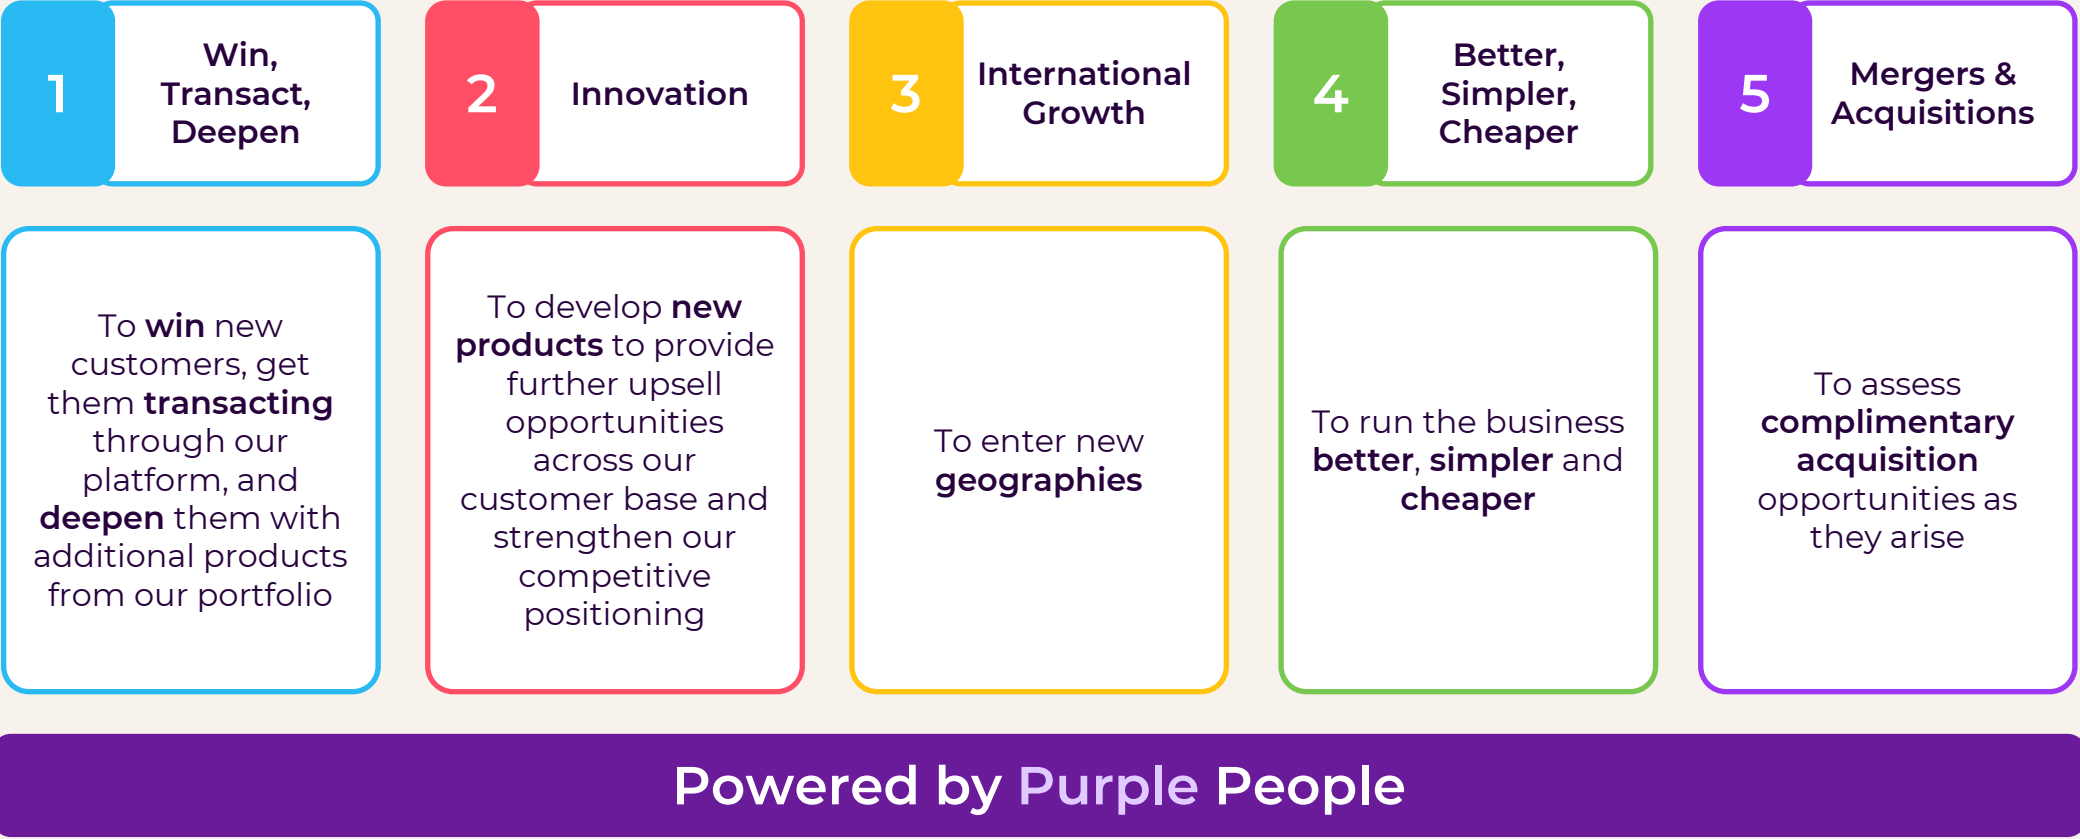 1
Win,
Transact,
Deepen
2
Innovation
3
International
Growth
4
Better,
Simpler,
Cheaper
5
Mergers &
Acquisitions
To win new
customers, get
them transacting
through our
platform, and
deepen them with
additional products
from our portfolio
To develop new
products to provide
further upsell
opportunities
across our
customer base and
strengthen our
competitive
positioning
To enter new
geographies
To run the business
better, simpler and
cheaper
To assess
complimentary
acquisition
opportunities as
they arise
Powered by Purple People